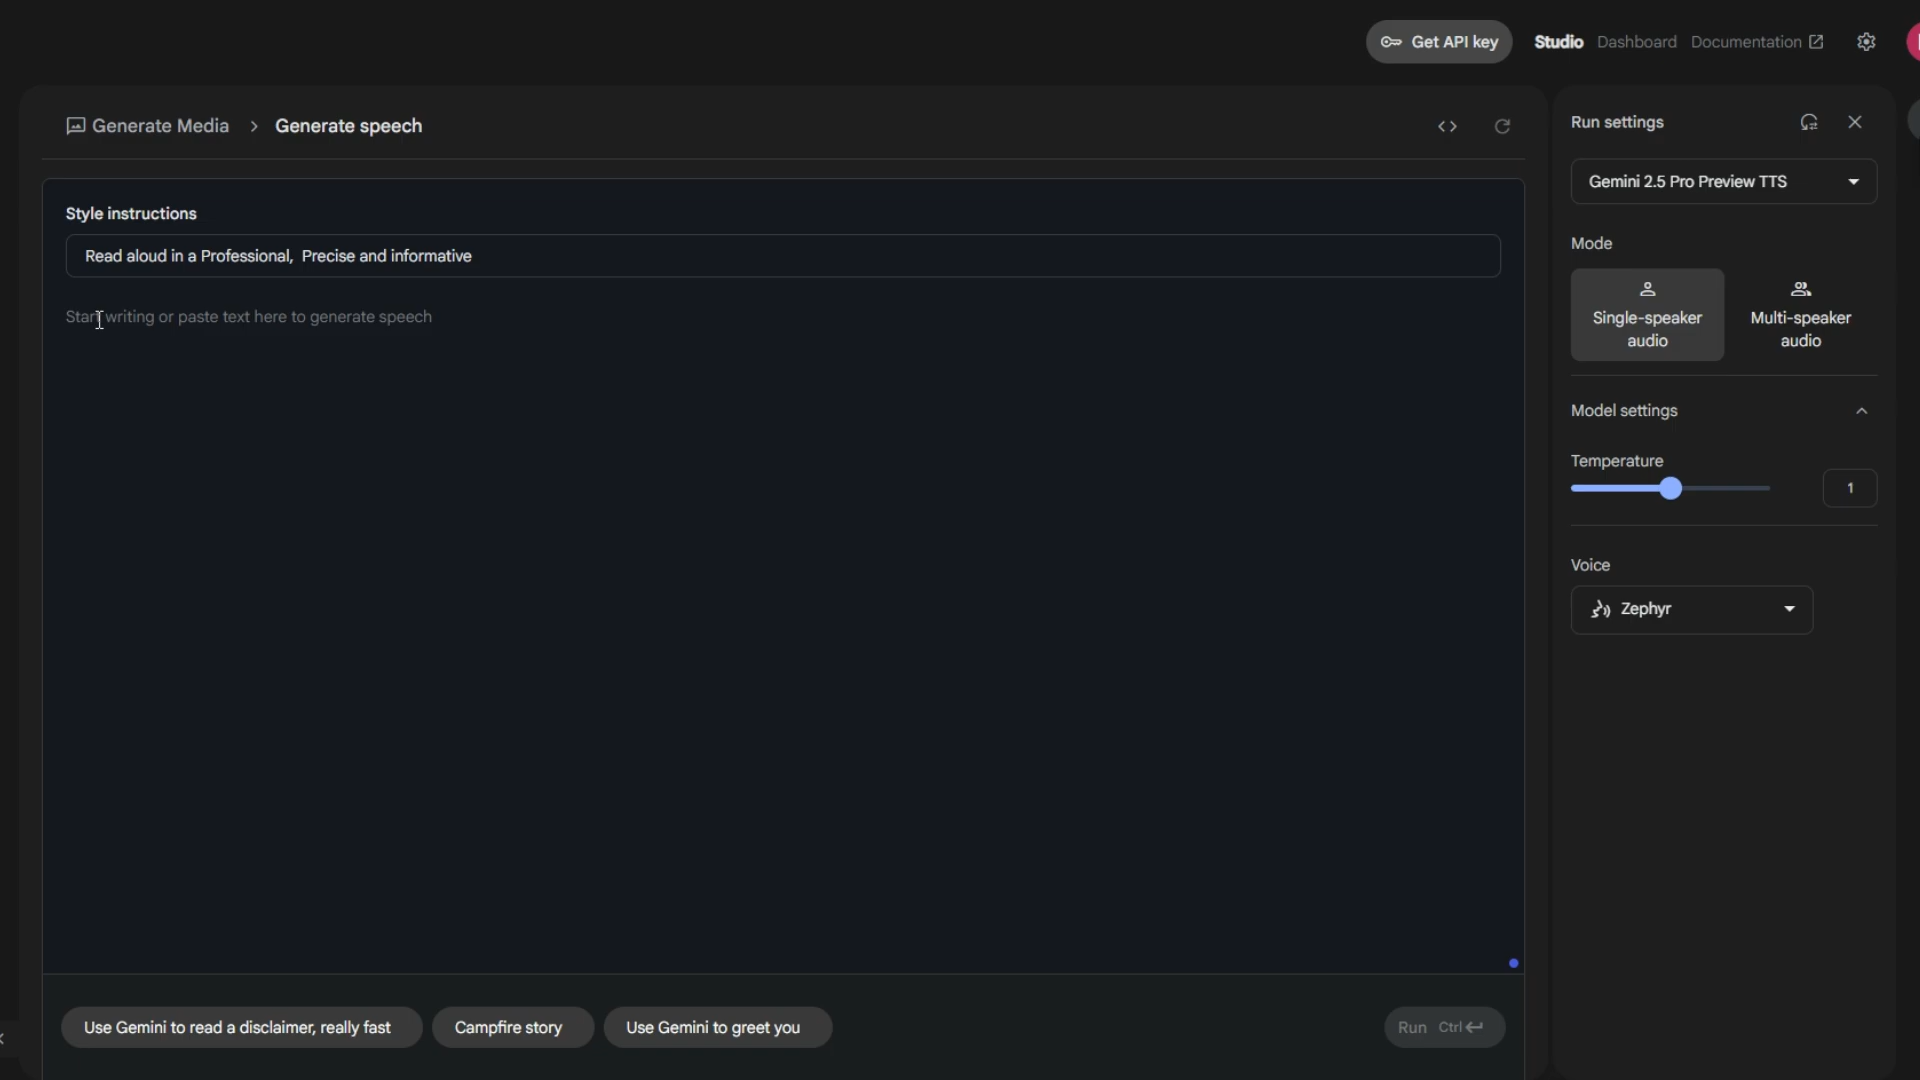 Get API key Studio Dashboard Documentation
Generate Media > Generate speech
Run settings
Gemini 2.5 Pro Preview TTS
Style instructions
Read aloud in a Professional,  Precise and informative
Start writing or paste text here to generate speech
Mode
Single-speaker audio
Multi-speaker audio
Model settings
Temperature
1
Voice
Zephyr
Use Gemini to read a disclaimer, really fast
Campfire story
Use Gemini to greet you
Run Ctrl